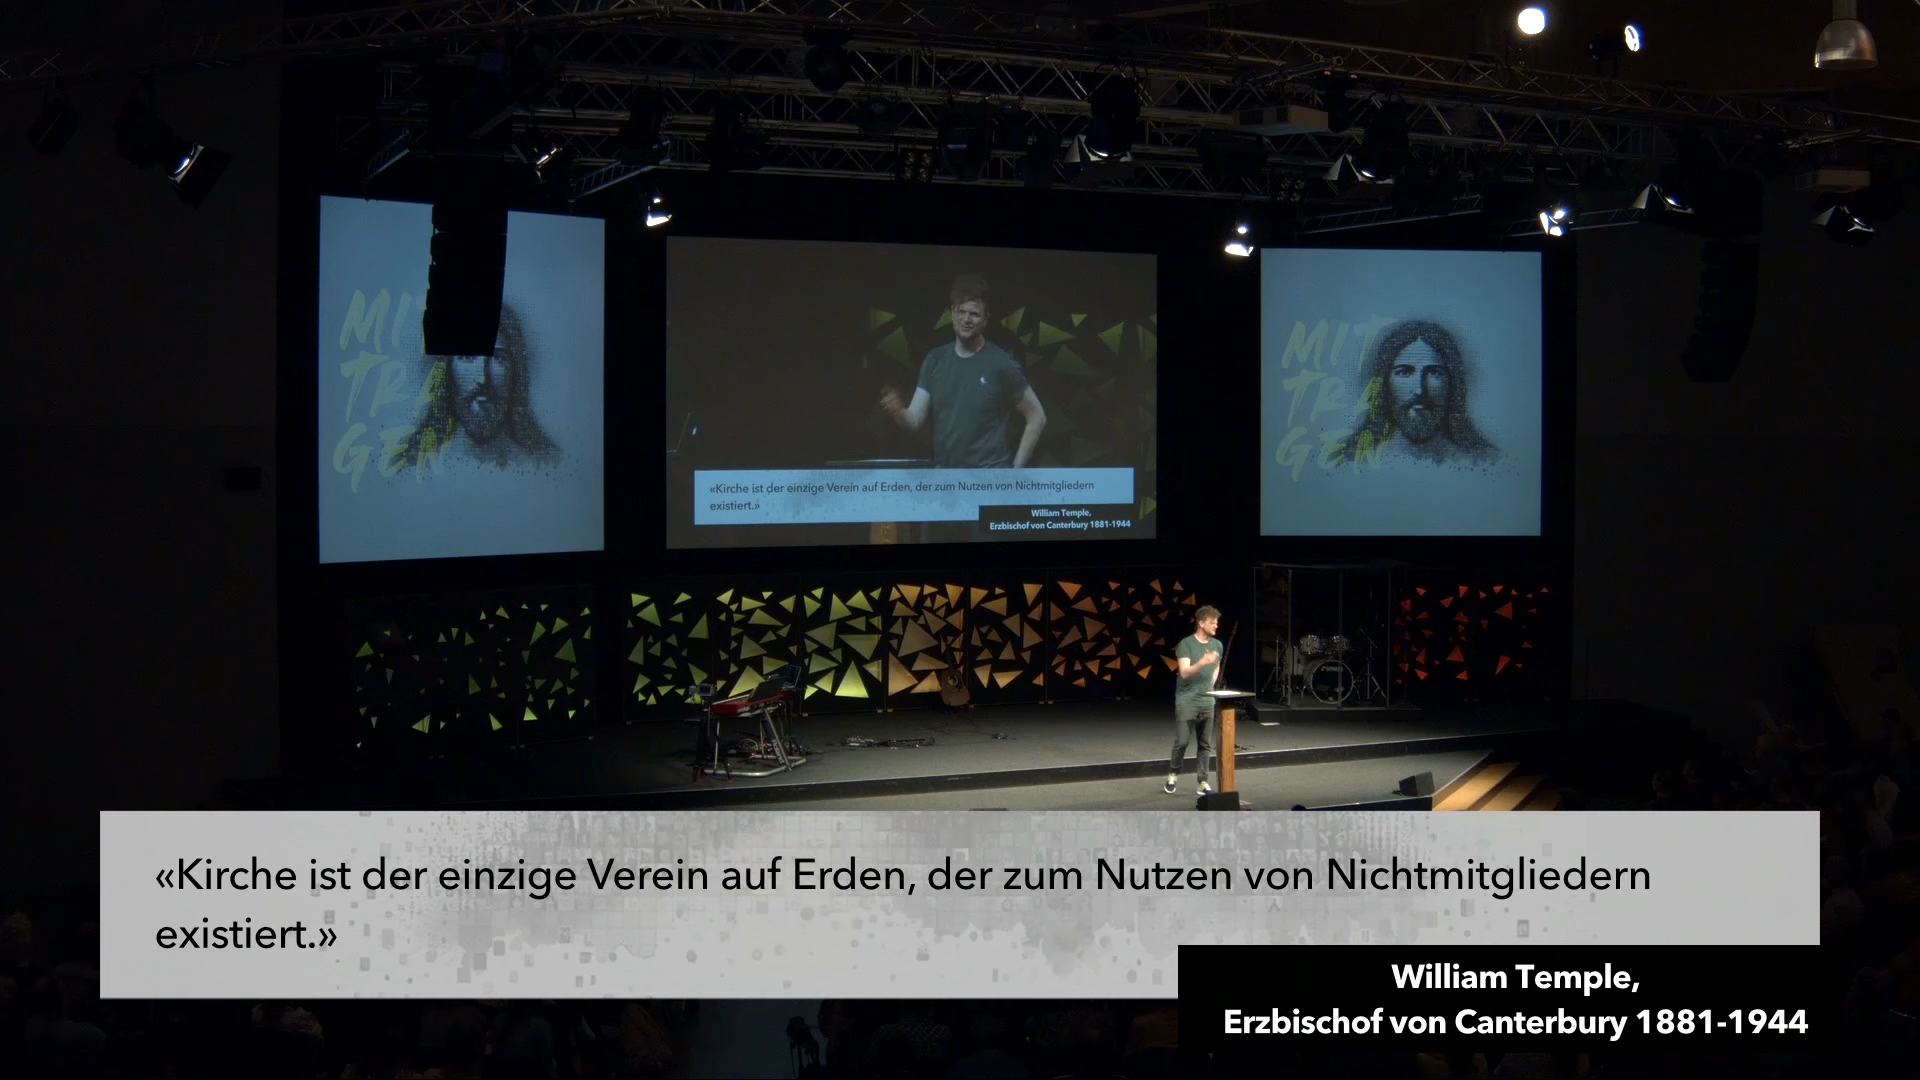 MIT
TRA
GEN
«Kirche ist der einzige Verein auf Erden, der zum Nutzen von Nichtmitgliedern
existiert.»
William Temple,
Erzbischof von Canterbury 1881-1944
MIT
TRA
GEN
«Kirche ist der einzige Verein auf Erden, der zum Nutzen von Nichtmitgliedern
existiert.»
William Temple,
Erzbischof von Canterbury 1881-1944